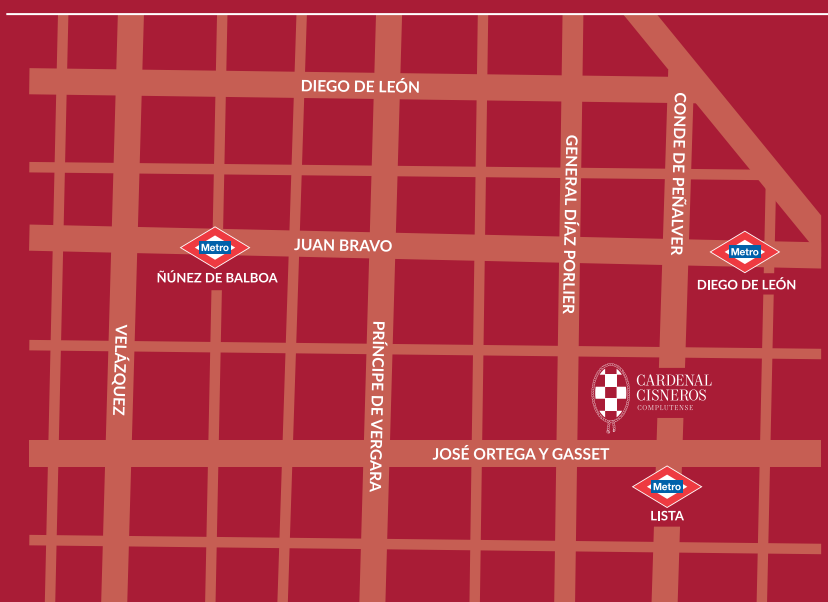 DIEGO DE LEÓN
CONDE DE PEÑALVER
GENERAL DÍAZ PORLIER
Metro
ÑÚNEZ DE BALBOA
JUAN BRAVO
Metro
DIEGO DE LEÓN
VELÁZQUEZ
PRÍNCIPE DE VERGARA
CARDENAL
CISNEROS
COMPLUTENSE
JOSÉ ORTEGA Y GASSET
Metro
LISTA